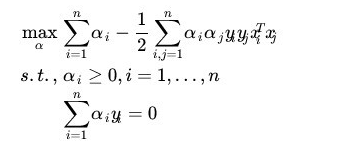 max_α ∑_{i=1}^{n} α_i − 1/2 ∑_{i,j=1}^{n} α_i α_j y_i y_j x_i^T x_j
s.t., α_i ≥ 0, i = 1, . . . , n
∑_{i=1}^{n} α_i y_i = 0